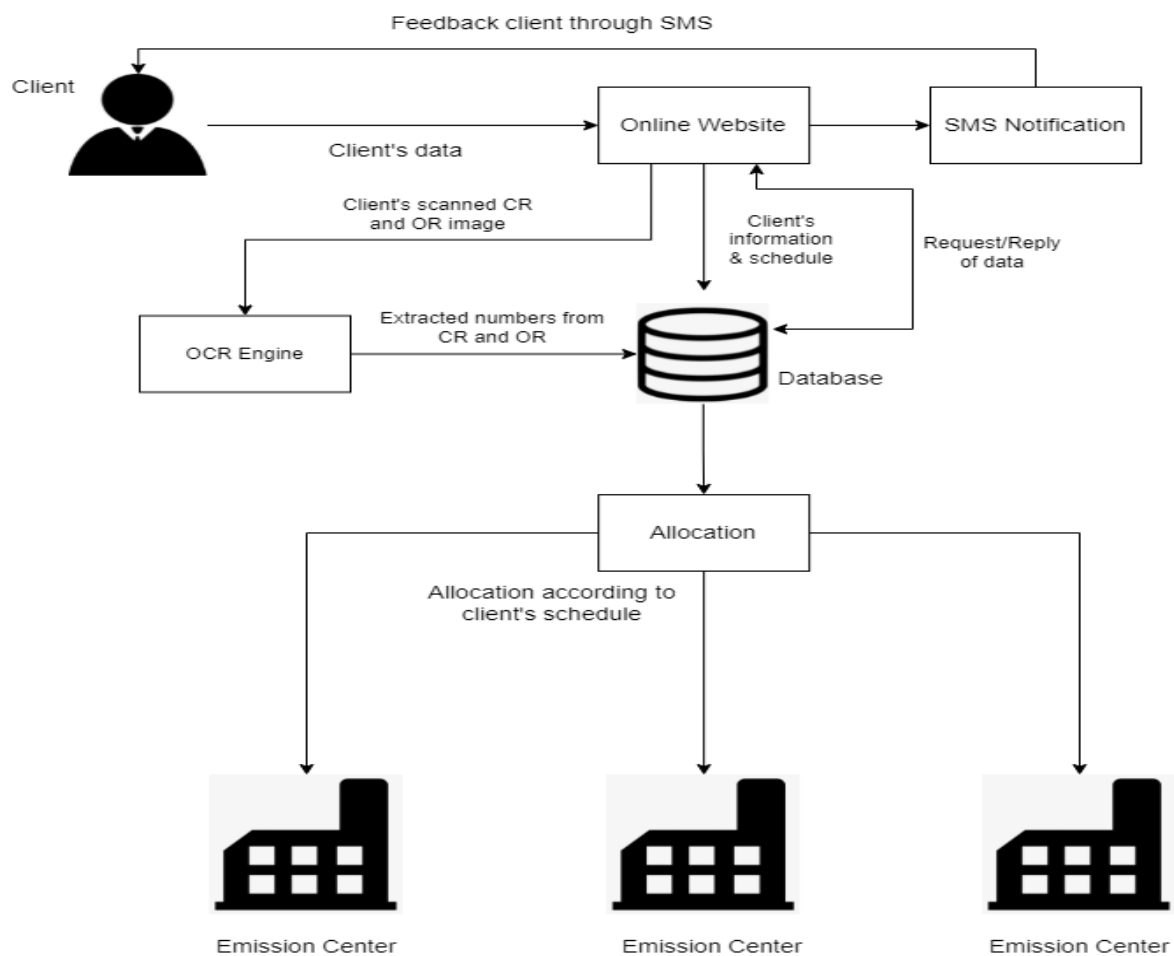 Feedback client through SMS
Client
Online Website
SMS Notification
Client's data
Client's scanned CR
and OR image
Client's
information
& schedule
Request/Reply
of data
Extracted numbers from
CR and OR
OCR Engine
Database
Allocation
Allocation according to
client's schedule
Emission Center
Emission Center
Emission Center